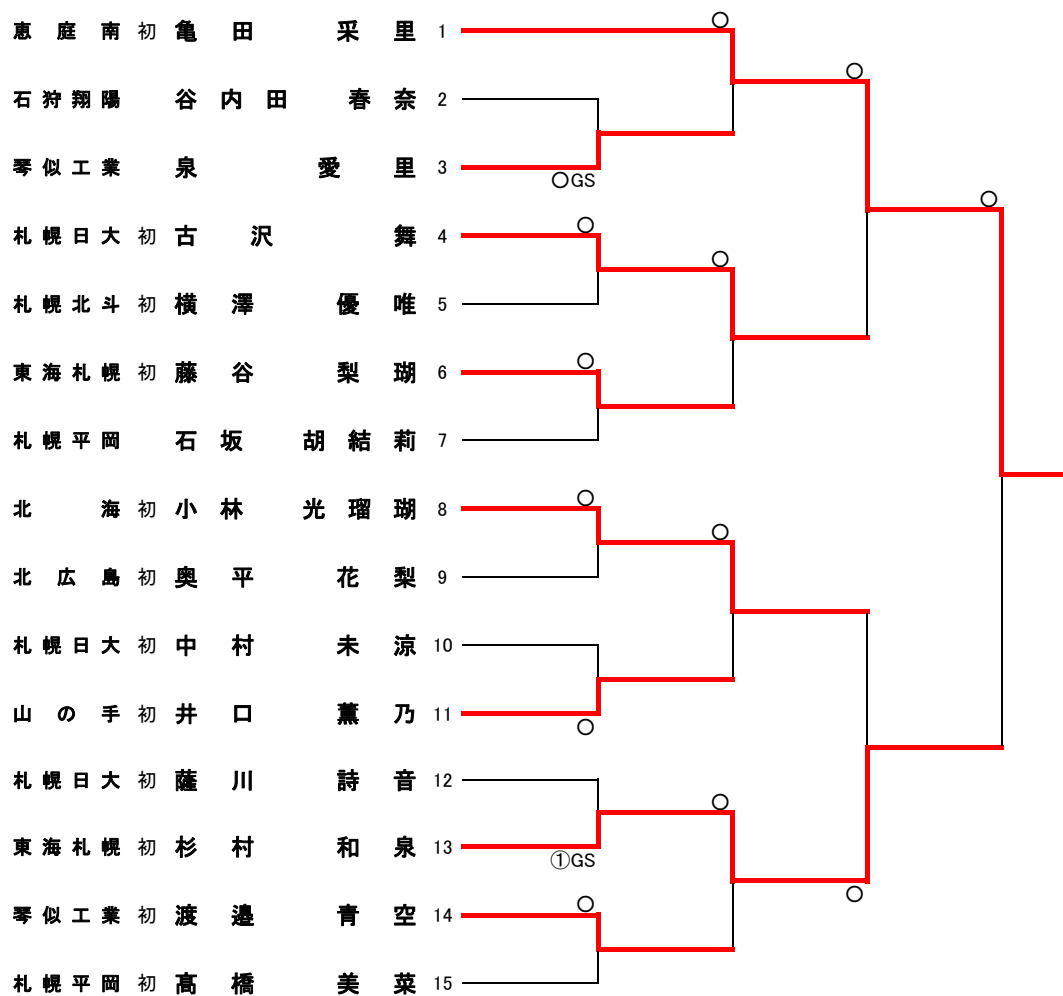 ○
恵庭南 初 亀田 采里 1
○
石狩翔陽 谷内田 春奈 2
琴似工業 泉 愛里 3
○GS
○
○
札幌日大 初 古沢 舞 4
○
札幌北斗 初 横澤 優唯 5
○
東海札幌 初 藤谷 梨瑚 6
札幌平岡 石坂 胡結莉 7
○
北海 初 小林 光瑠瑚 8
○
北広島 初 奥平 花梨 9
札幌日大 初 中村 未涼 10
山の手 初 井口 薫乃 11
○
札幌日大 初 薩川 詩音 12
○
東海札幌 初 杉村 和泉 13
①GS
○
○
琴似工業 初 渡邉 青空 14
札幌平岡 初 髙橋 美菜 15